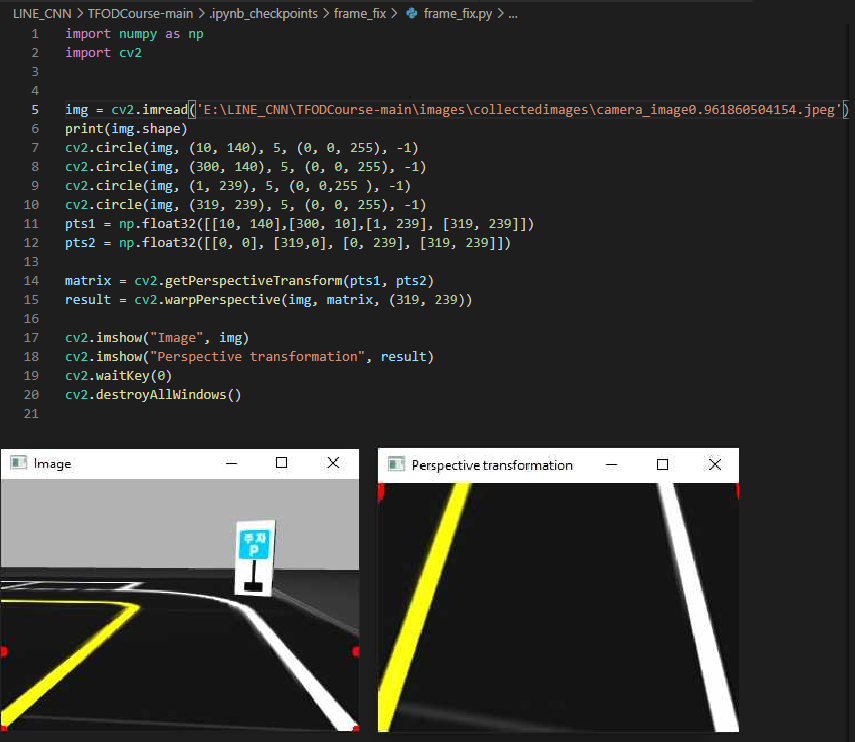 LINE_CNN > TFODCourse-main > .ipynb_checkpoints > frame_fix > frame_fix.py > ...
1 import numpy as np
2 import cv2
3
4
5 img = cv2.imread('E:\LINE_CNN\TFODCourse-main\images\collectedimages\camera_image0.961860504154.jpeg')
6 print(img.shape)
7 cv2.circle(img, (10, 140), 5, (0, 0, 255), -1)
8 cv2.circle(img, (300, 140), 5, (0, 0, 255), -1)
9 cv2.circle(img, (1, 239), 5, (0, 0,255 ), -1)
10 cv2.circle(img, (319, 239), 5, (0, 0, 255), -1)
11 pts1 = np.float32([[10, 140],[300, 10],[1, 239], [319, 239]])
12 pts2 = np.float32([[0, 0], [319,0], [0, 239], [319, 239]])
13
14 matrix = cv2.getPerspectiveTransform(pts1, pts2)
15 result = cv2.warpPerspective(img, matrix, (319, 239))
16
17 cv2.imshow("Image", img)
18 cv2.imshow("Perspective transformation", result)
19 cv2.waitKey(0)
20 cv2.destroyAllWindows()
21
Image
주차
P
Perspective transformation